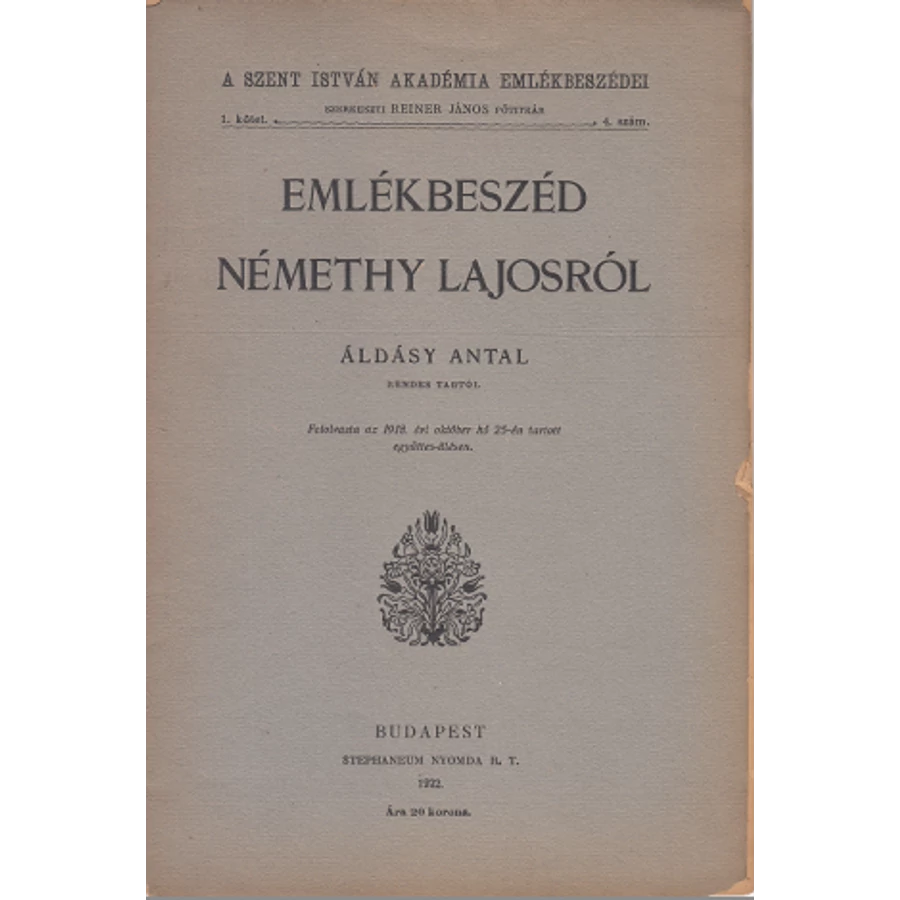 A SZENT ISTVÁN AKADÉMIA EMLÉKBESZÉDEI
SZERKESZTI REINER JÁNOS FŐTITKÁR
1. kötet. 4. szám.
EMLÉKBESZÉD
NÉMETHY LAJOSRÓL
ÁLDÁSY ANTAL
RENDES TAGTÓL
Felolvasta az 1918. évi október hó 25-én tartott
együttes-ülésen.
BUDAPEST
STEPHANEUM NYOMDA R. T.
1922.
Ára 20 korona.